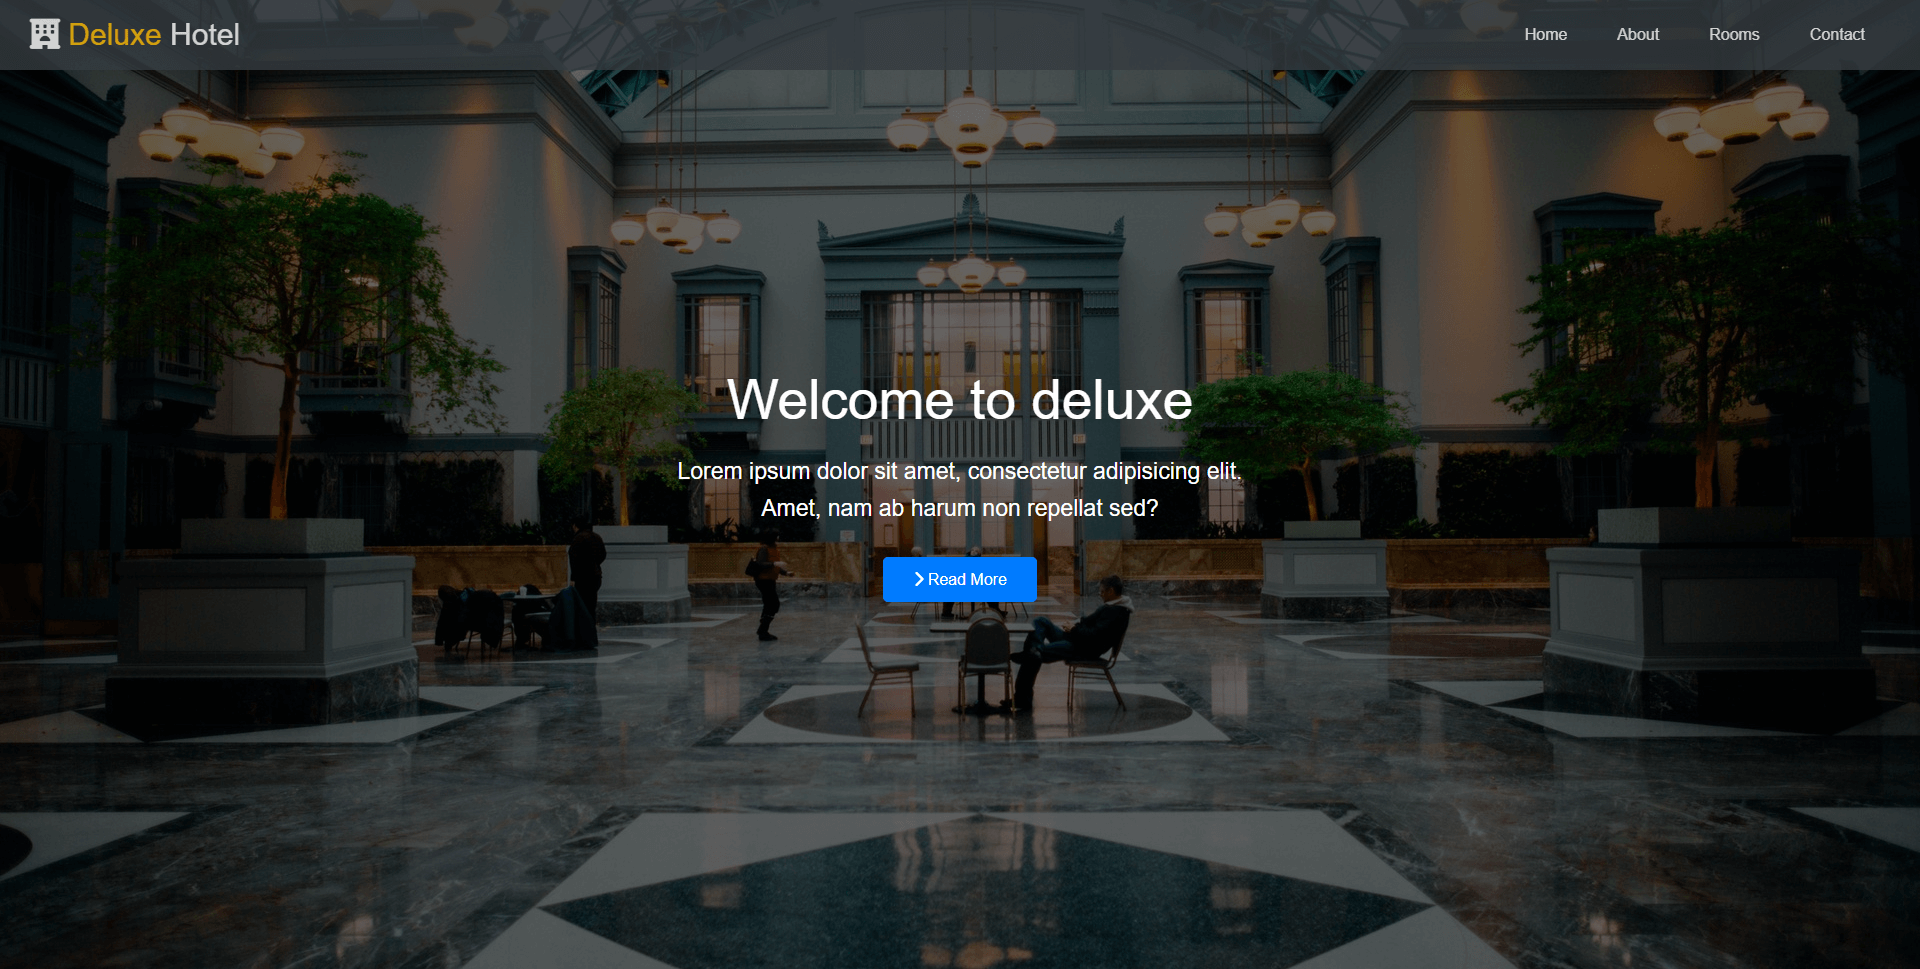 Deluxe Hotel
Home
About
Rooms
Contact
Welcome to deluxe
Lorem ipsum dolor sit amet, consectetur adipisicing elit.
Amet, nam ab harum non repellat sed?
Read More